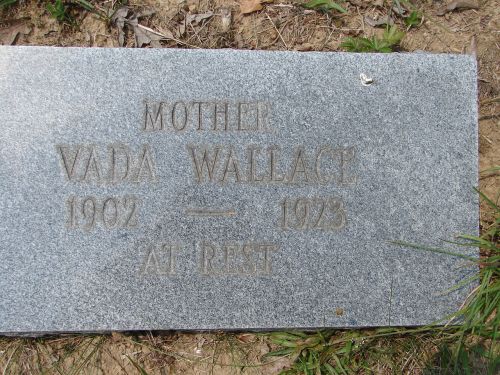 MOTHER
VADA WALLACE
1902 — 1923
AT REST